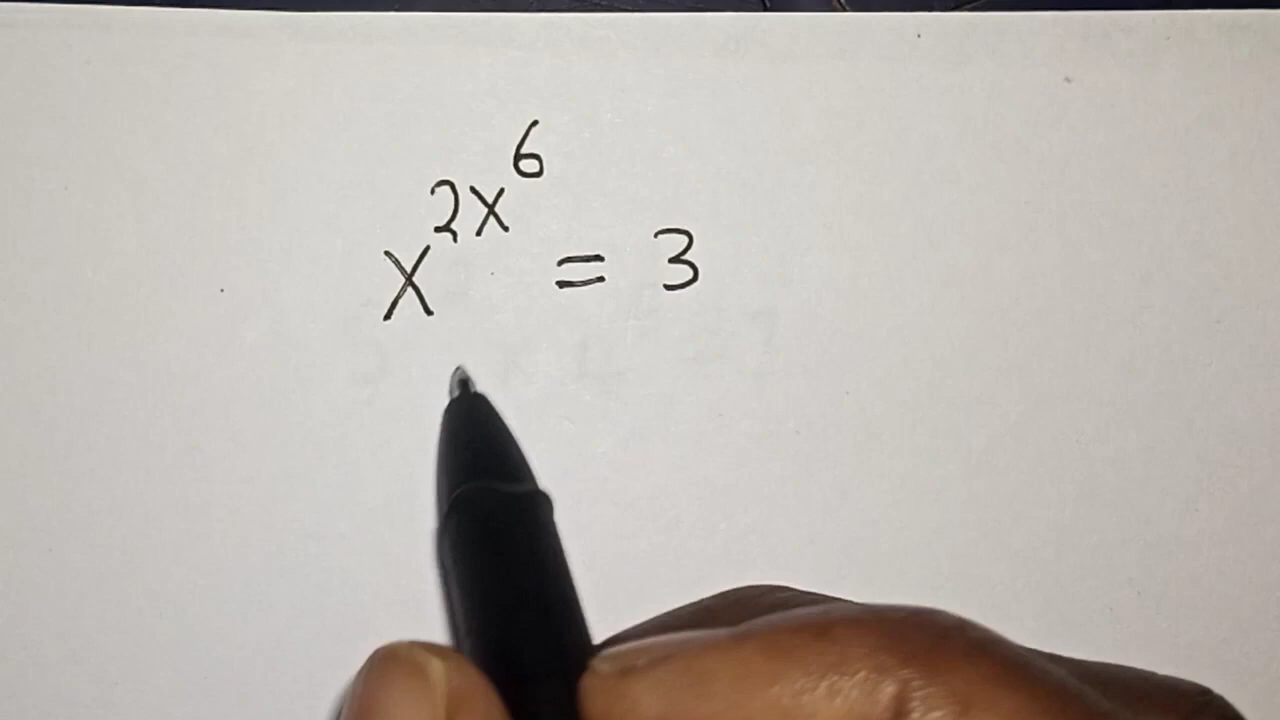 x^{2x^6} = 3